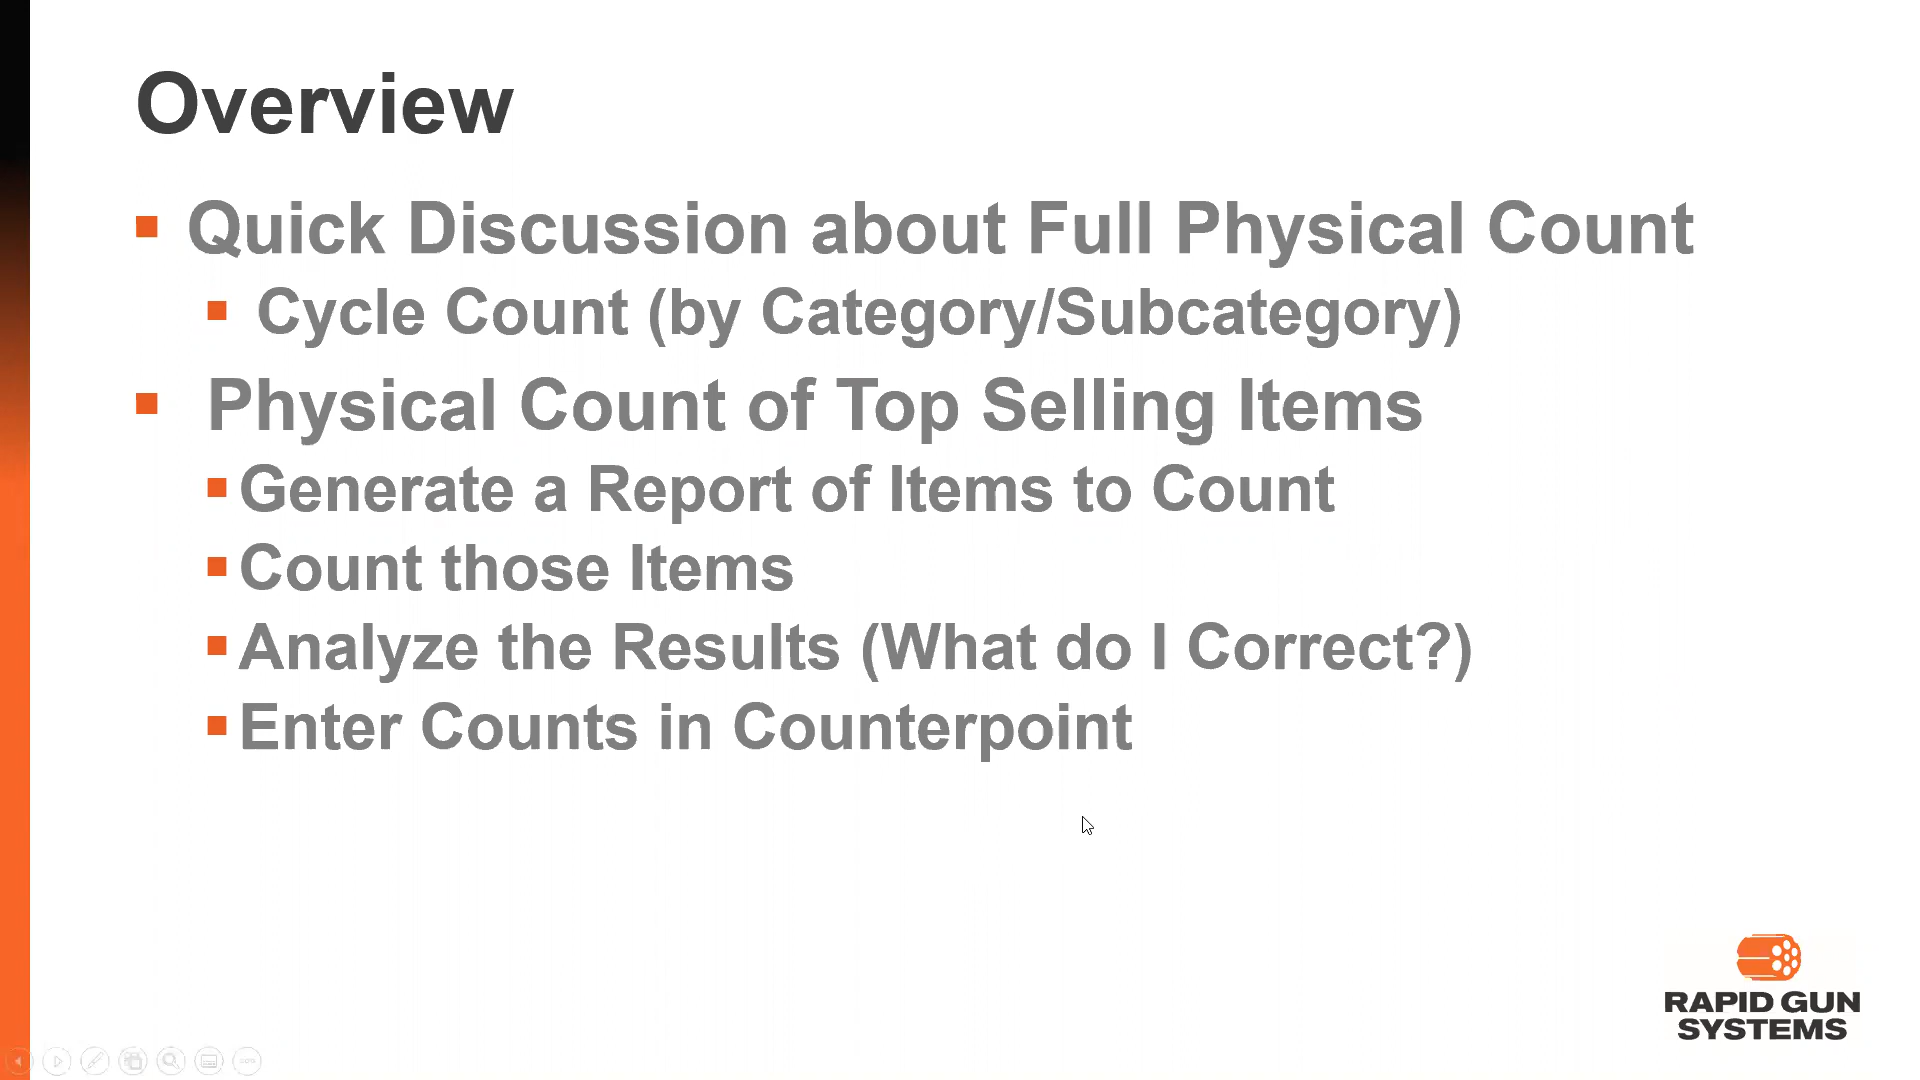 Overview
Quick Discussion about Full Physical Count
Cycle Count (by Category/Subcategory)
Physical Count of Top Selling Items
Generate a Report of Items to Count
Count those Items
Analyze the Results (What do I Correct?)
Enter Counts in Counterpoint
RAPID GUN
SYSTEMS